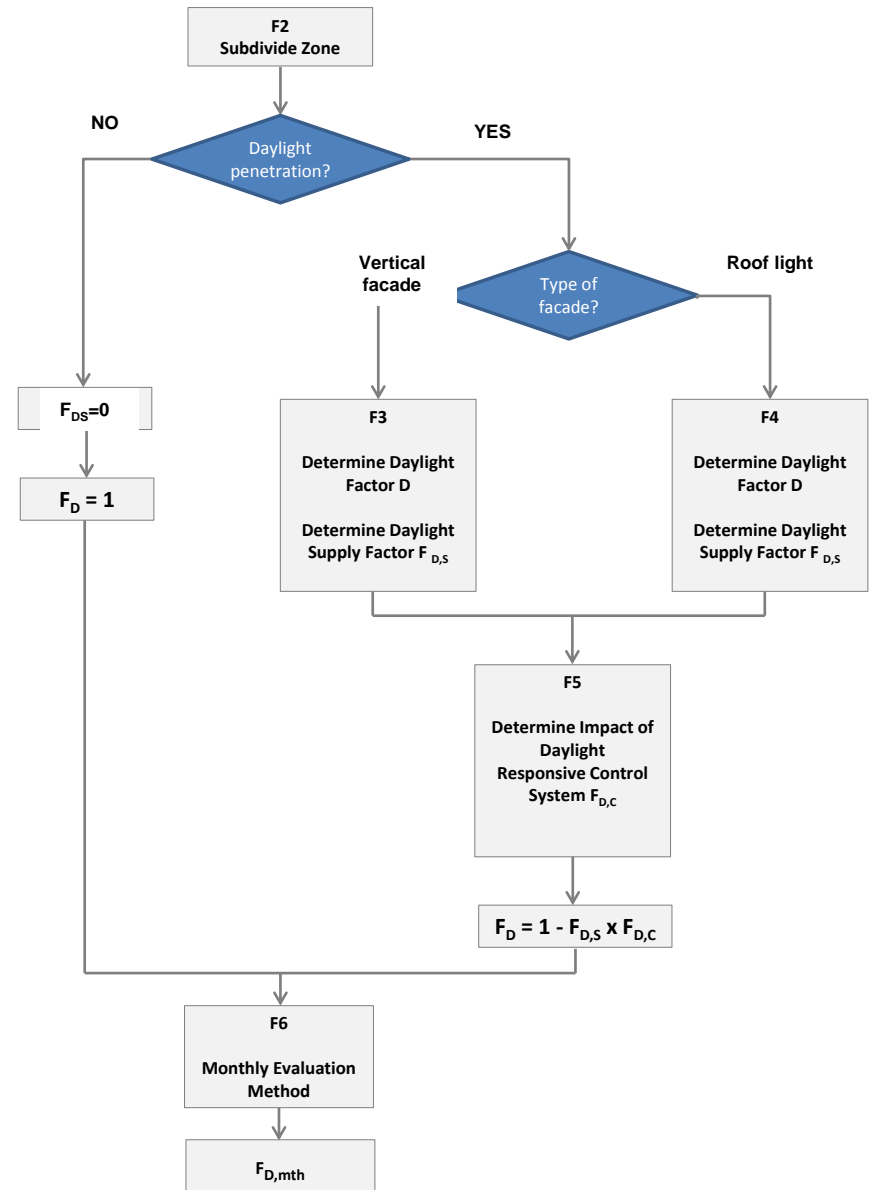 F2
Subdivide Zone
NO
YES
Daylight
penetration?
Vertical
facade
Roof light
Type of
facade?
F_DS=0
F_D = 1
F3
Determine Daylight
Factor D
Determine Daylight
Supply Factor F_D,S
F4
Determine Daylight
Factor D
Determine Daylight
Supply Factor F_D,S
F5
Determine Impact of
Daylight
Responsive Control
System F_D,C
F_D = 1 - F_D,S x F_D,C
F6
Monthly Evaluation
Method
F_D,mth